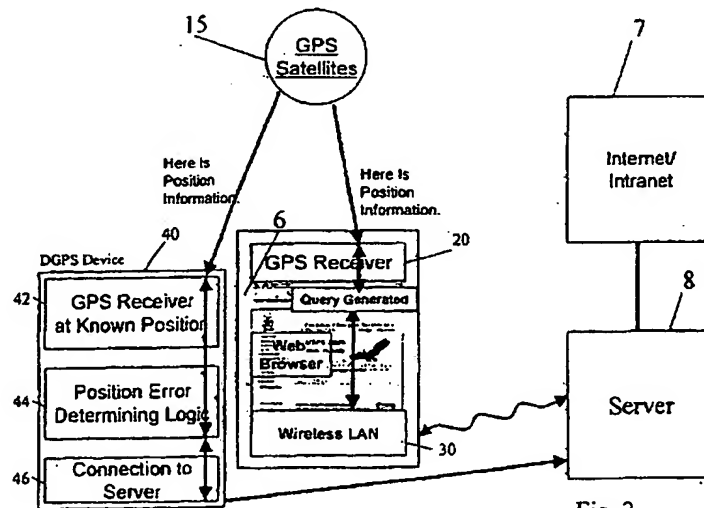 15
GPS
Satellites
7
Internet/
Intranet
Here Is
Position
Information.
Here Is
Position
Information.
6
20
GPS Receiver
Query Generated
Web
Browser
Wireless LAN
30
DGPS Device
40
42
GPS Receiver
at Known Position
44
Position Error
Determining Logic
46
Connection to
Server
8
Server